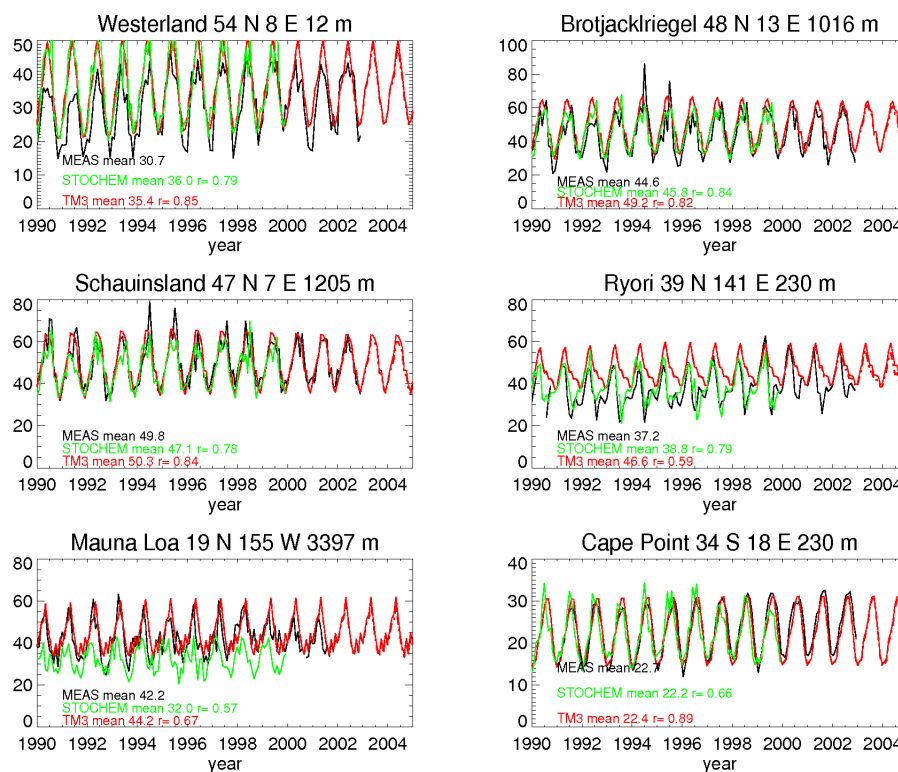 Westerland 54 N 8 E 12 m
50
40
30
20
10
0
MEAS mean 30.7
STOCHEM mean 36.0 r= 0.79
TM3 mean 35.4 r= 0.85
1990 1992 1994 1996 1998 2000 2002 2004
year
Brotjacklriegel 48 N 13 E 1016 m
100
80
60
40
20
0
MEAS mean 44.6
STOCHEM mean 45.8 r= 0.84
TM3 mean 49.2 r= 0.82
1990 1992 1994 1996 1998 2000 2002 2004
year
Schauinsland 47 N 7 E 1205 m
80
60
40
20
0
MEAS mean 49.8
STOCHEM mean 47.1 r= 0.78
TM3 mean 50.3 r= 0.84
1990 1992 1994 1996 1998 2000 2002 2004
year
Ryori 39 N 141 E 230 m
80
60
40
20
0
MEAS mean 37.2
STOCHEM mean 38.8 r= 0.79
TM3 mean 46.6 r= 0.59
1990 1992 1994 1996 1998 2000 2002 2004
year
Mauna Loa 19 N 155 W 3397 m
80
60
40
20
0
MEAS mean 42.2
STOCHEM mean 32.0 r= 0.57
TM3 mean 44.2 r= 0.67
1990 1992 1994 1996 1998 2000 2002 2004
year
Cape Point 34 S 18 E 230 m
40
30
20
10
0
MEAS mean 22.7
STOCHEM mean 22.2 r= 0.66
TM3 mean 22.4 r= 0.89
1990 1992 1994 1996 1998 2000 2002 2004
year